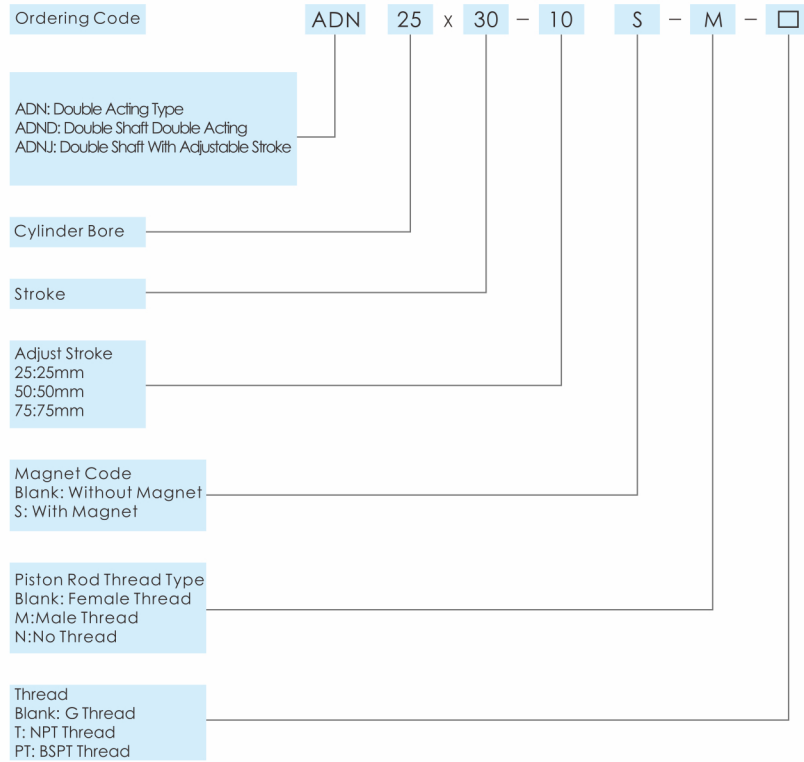 Ordering Code ADN 25 x 30 – 10 S – M – □
ADN: Double Acting Type
ADND: Double Shaft Double Acting
ADNJ: Double Shaft With Adjustable Stroke
Cylinder Bore
Stroke
Adjust Stroke
25:25mm
50:50mm
75:75mm
Magnet Code
Blank: Without Magnet
S: With Magnet
Piston Rod Thread Type
Blank: Female Thread
M:Male Thread
N:No Thread
Thread
Blank: G Thread
T: NPT Thread
PT: BSPT Thread